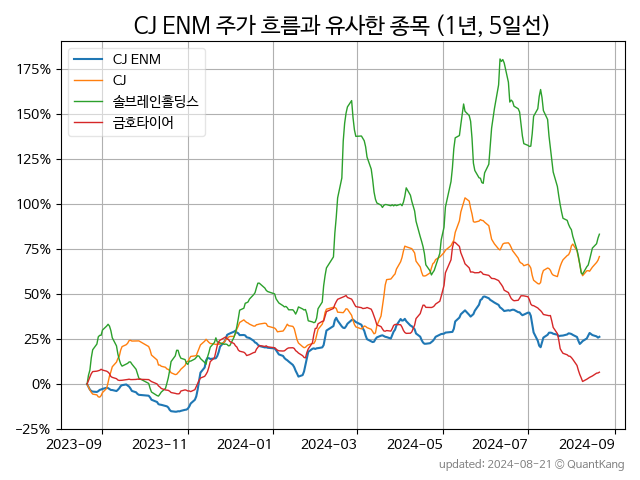 CJ ENM 주가 흐름과 유사한 종목 (1년, 5일선)
CJ ENM
CJ
솔브레인홀딩스
금호타이어
175%
150%
125%
100%
75%
50%
25%
0%
−25%
2023-09 2023-11 2024-01 2024-03 2024-05 2024-07 2024-09
updated: 2024-08-21 © QuantKang